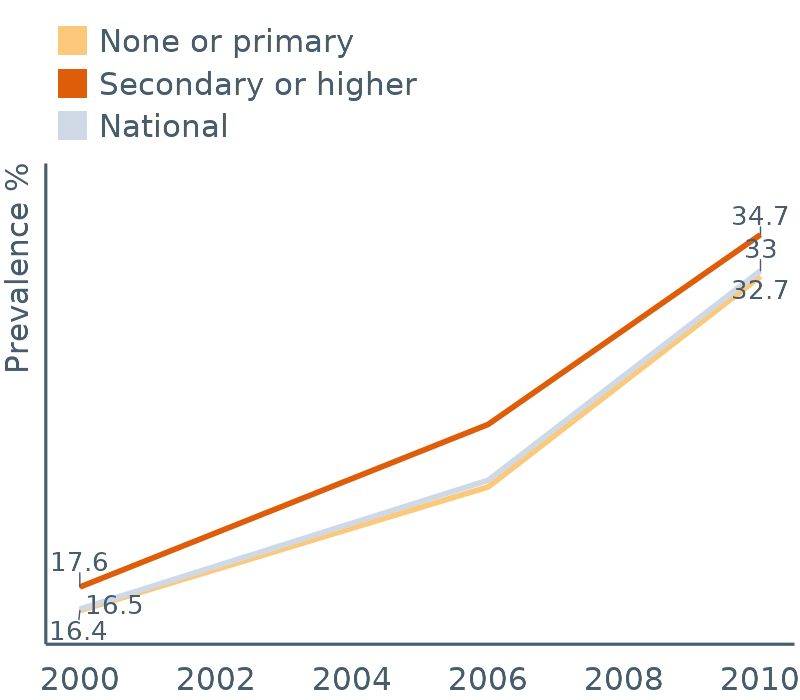 None or primary
Secondary or higher
National
Prevalence %
34.7
33
32.7
17.6
16.5
16.4
2000 2002 2004 2006 2008 2010